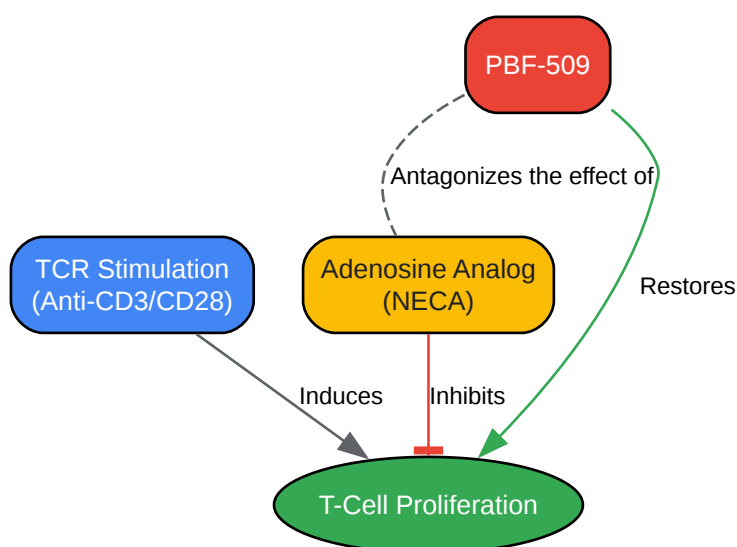 PBF-509
Antagonizes the effect of
TCR Stimulation
(Anti-CD3/CD28)
Adenosine Analog
(NECA)
Restores
Induces
Inhibits
T-Cell Proliferation